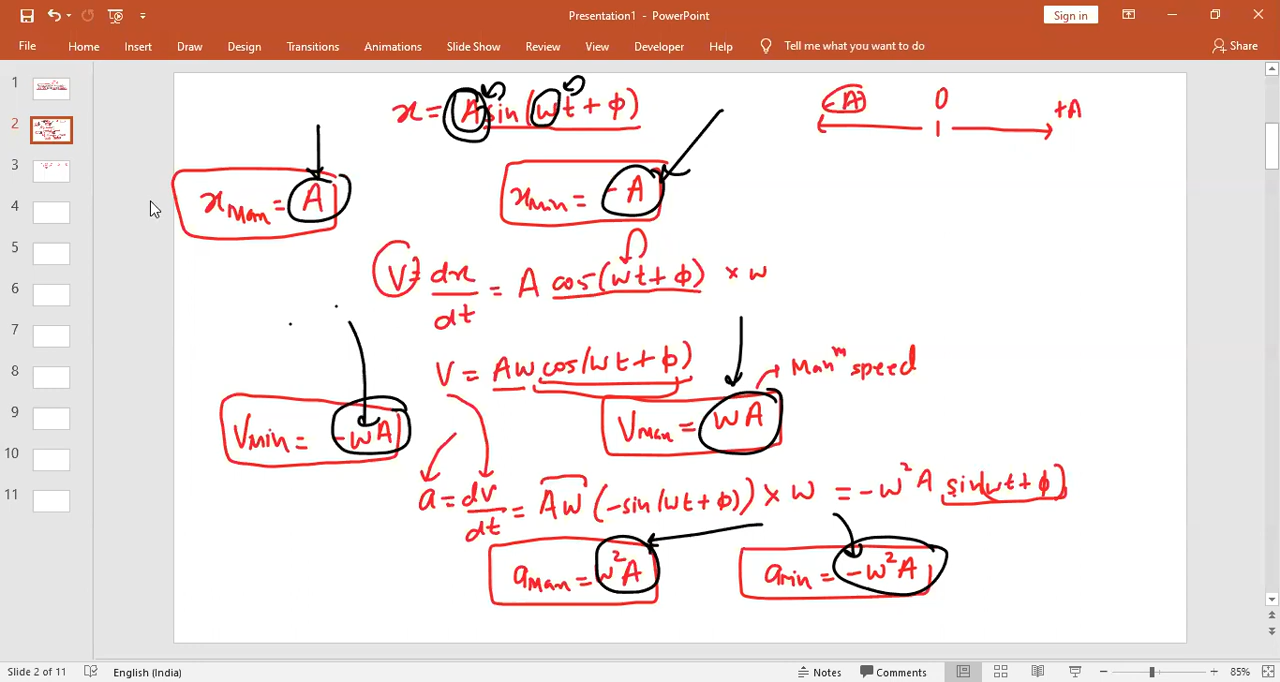 Presentation1 - PowerPoint
Sign in
File Home Insert Draw Design Transitions Animations Slide Show Review View Developer Help Tell me what you want to do Share
1
2
3
4
5
6
7
8
9
10
11
x = A sin(ωt + φ)
-A 0 +A
x_Max = A
x_min = -A
V = dx/dt = A cos(ωt + φ) × ω
V = Aω cos(ωt + φ)
Max^m speed
V_min = -ωA
V_Max = ωA
a = dv/dt = Aω (-sin(ωt + φ)) × ω = -ω²A sin(ωt + φ)
a_Max = ω²A
a_min = -ω²A
Slide 2 of 11 English (India) Notes Comments 85%